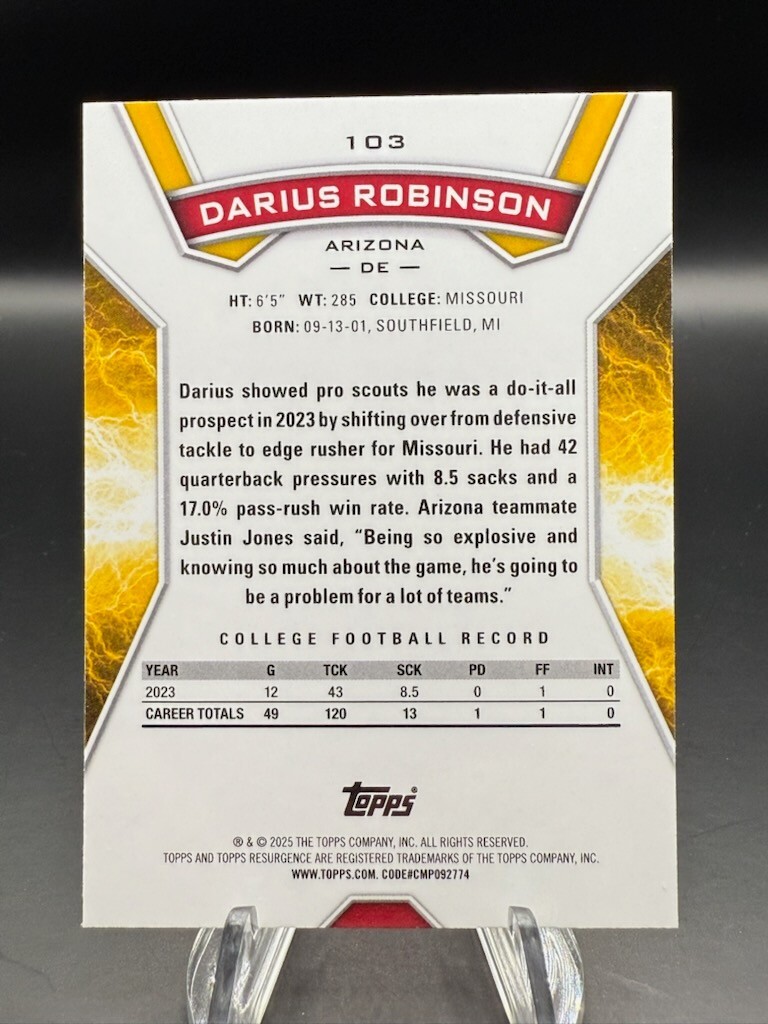 103
DARIUS ROBINSON
ARIZONA
— DE —
HT: 6'5" WT: 285 COLLEGE: MISSOURI
BORN: 09-13-01, SOUTHFIELD, MI
Darius showed pro scouts he was a do-it-all
prospect in 2023 by shifting over from defensive
tackle to edge rusher for Missouri. He had 42
quarterback pressures with 8.5 sacks and a
17.0% pass-rush win rate. Arizona teammate
Justin Jones said, “Being so explosive and
knowing so much about the game, he's going to
be a problem for a lot of teams.”
COLLEGE FOOTBALL RECORD
YEAR G TCK SCK PD FF INT
2023 12 43 8.5 0 1 0
CAREER TOTALS 49 120 13 1 1 0
Topps®
® & © 2025 THE TOPPS COMPANY, INC. ALL RIGHTS RESERVED.
TOPPS AND TOPPS RESURGENCE ARE REGISTERED TRADEMARKS OF THE TOPPS COMPANY, INC.
WWW.TOPPS.COM. CODE#CMP092774